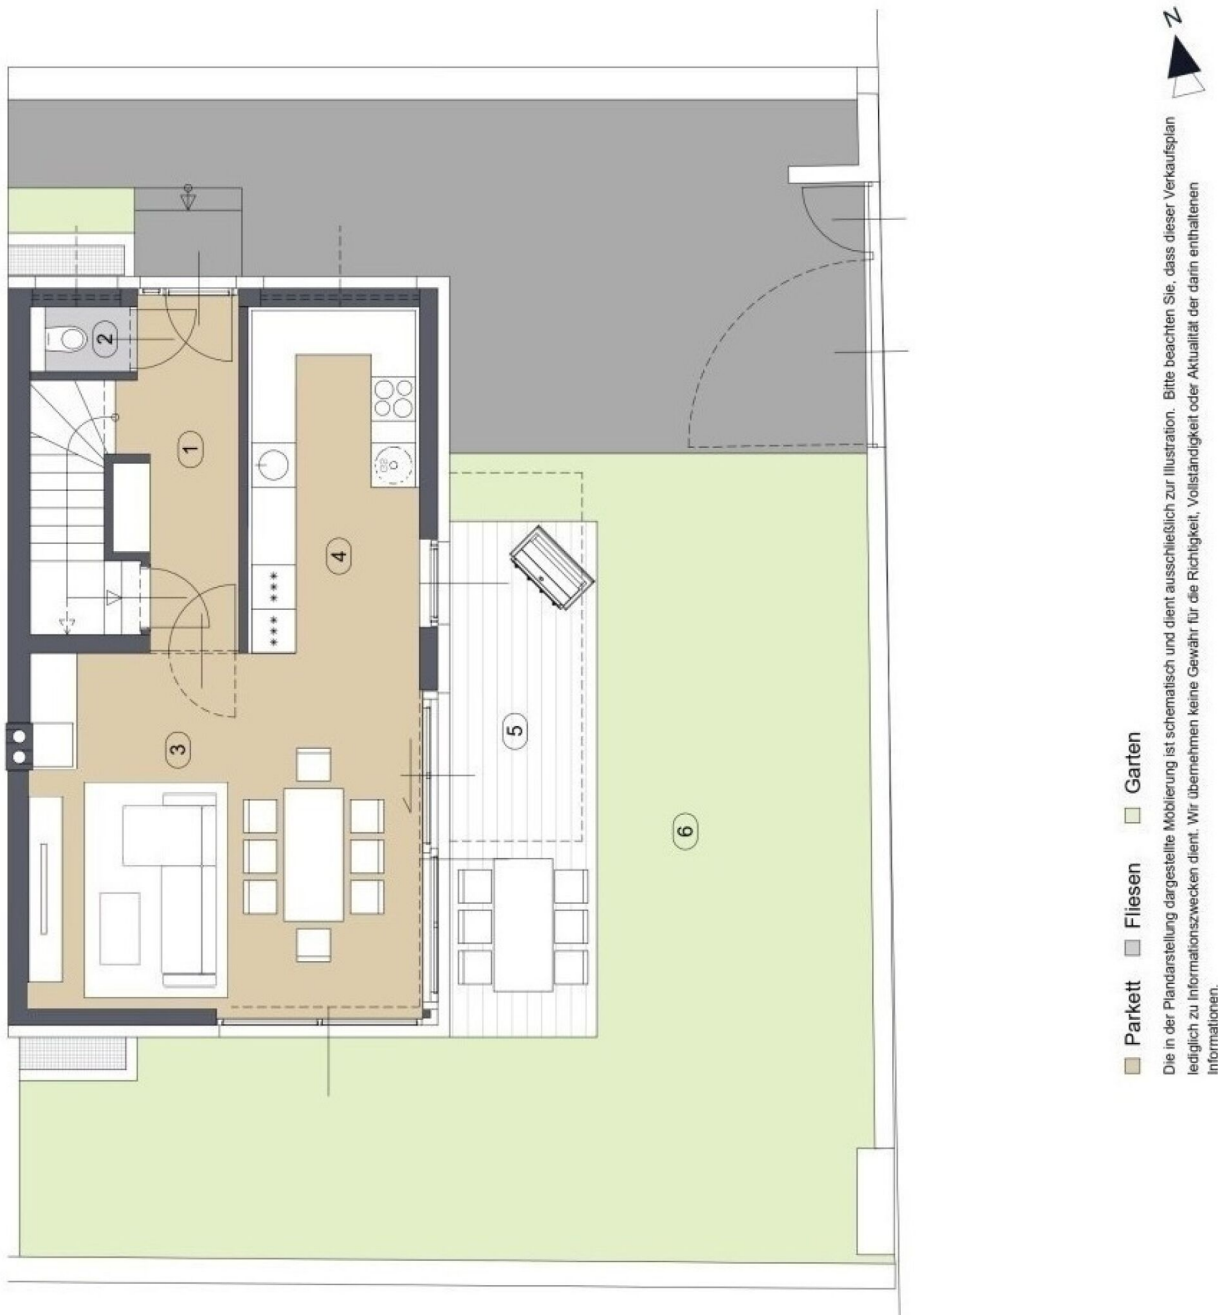 N
1
2
3
4
5
6
Parkett Fliesen Garten
Die in der Plandarstellung dargestellte Möblierung ist schematisch und dient ausschließlich zur Illustration. Bitte beachten Sie, dass dieser Verkaufsplan
lediglich zu Informationszwecken dient. Wir übernehmen keine Gewähr für die Richtigkeit, Vollständigkeit oder Aktualität der darin enthaltenen
Informationen.